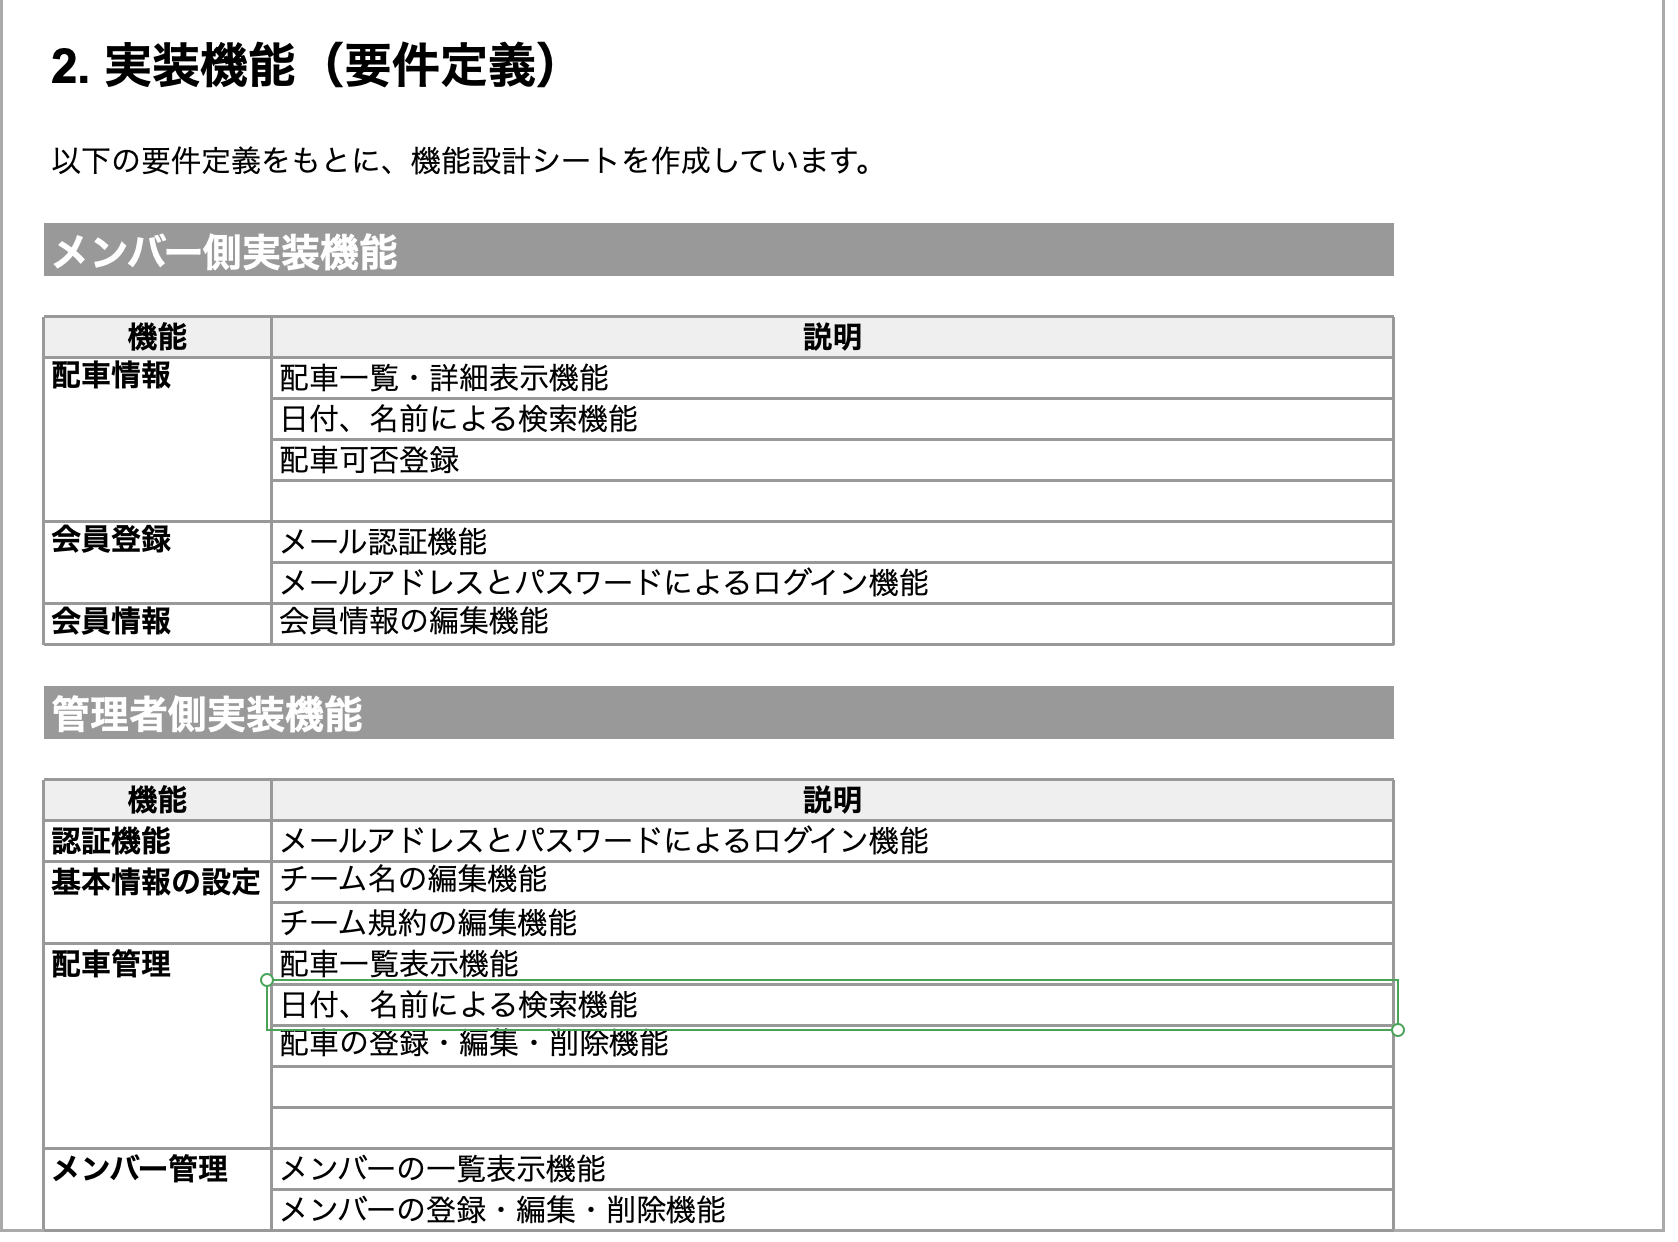 2. 実装機能（要件定義）
以下の要件定義をもとに、機能設計シートを作成しています。
メンバー側実装機能
機能 説明
配車情報 配車一覧・詳細表示機能
日付、名前による検索機能
配車可否登録
会員登録 メール認証機能
メールアドレスとパスワードによるログイン機能
会員情報 会員情報の編集機能
管理者側実装機能
機能 説明
認証機能 メールアドレスとパスワードによるログイン機能
基本情報の設定 チーム名の編集機能
チーム規約の編集機能
配車管理 配車一覧表示機能
日付、名前による検索機能
配車の登録・編集・削除機能
メンバー管理 メンバーの一覧表示機能
メンバーの登録・編集・削除機能